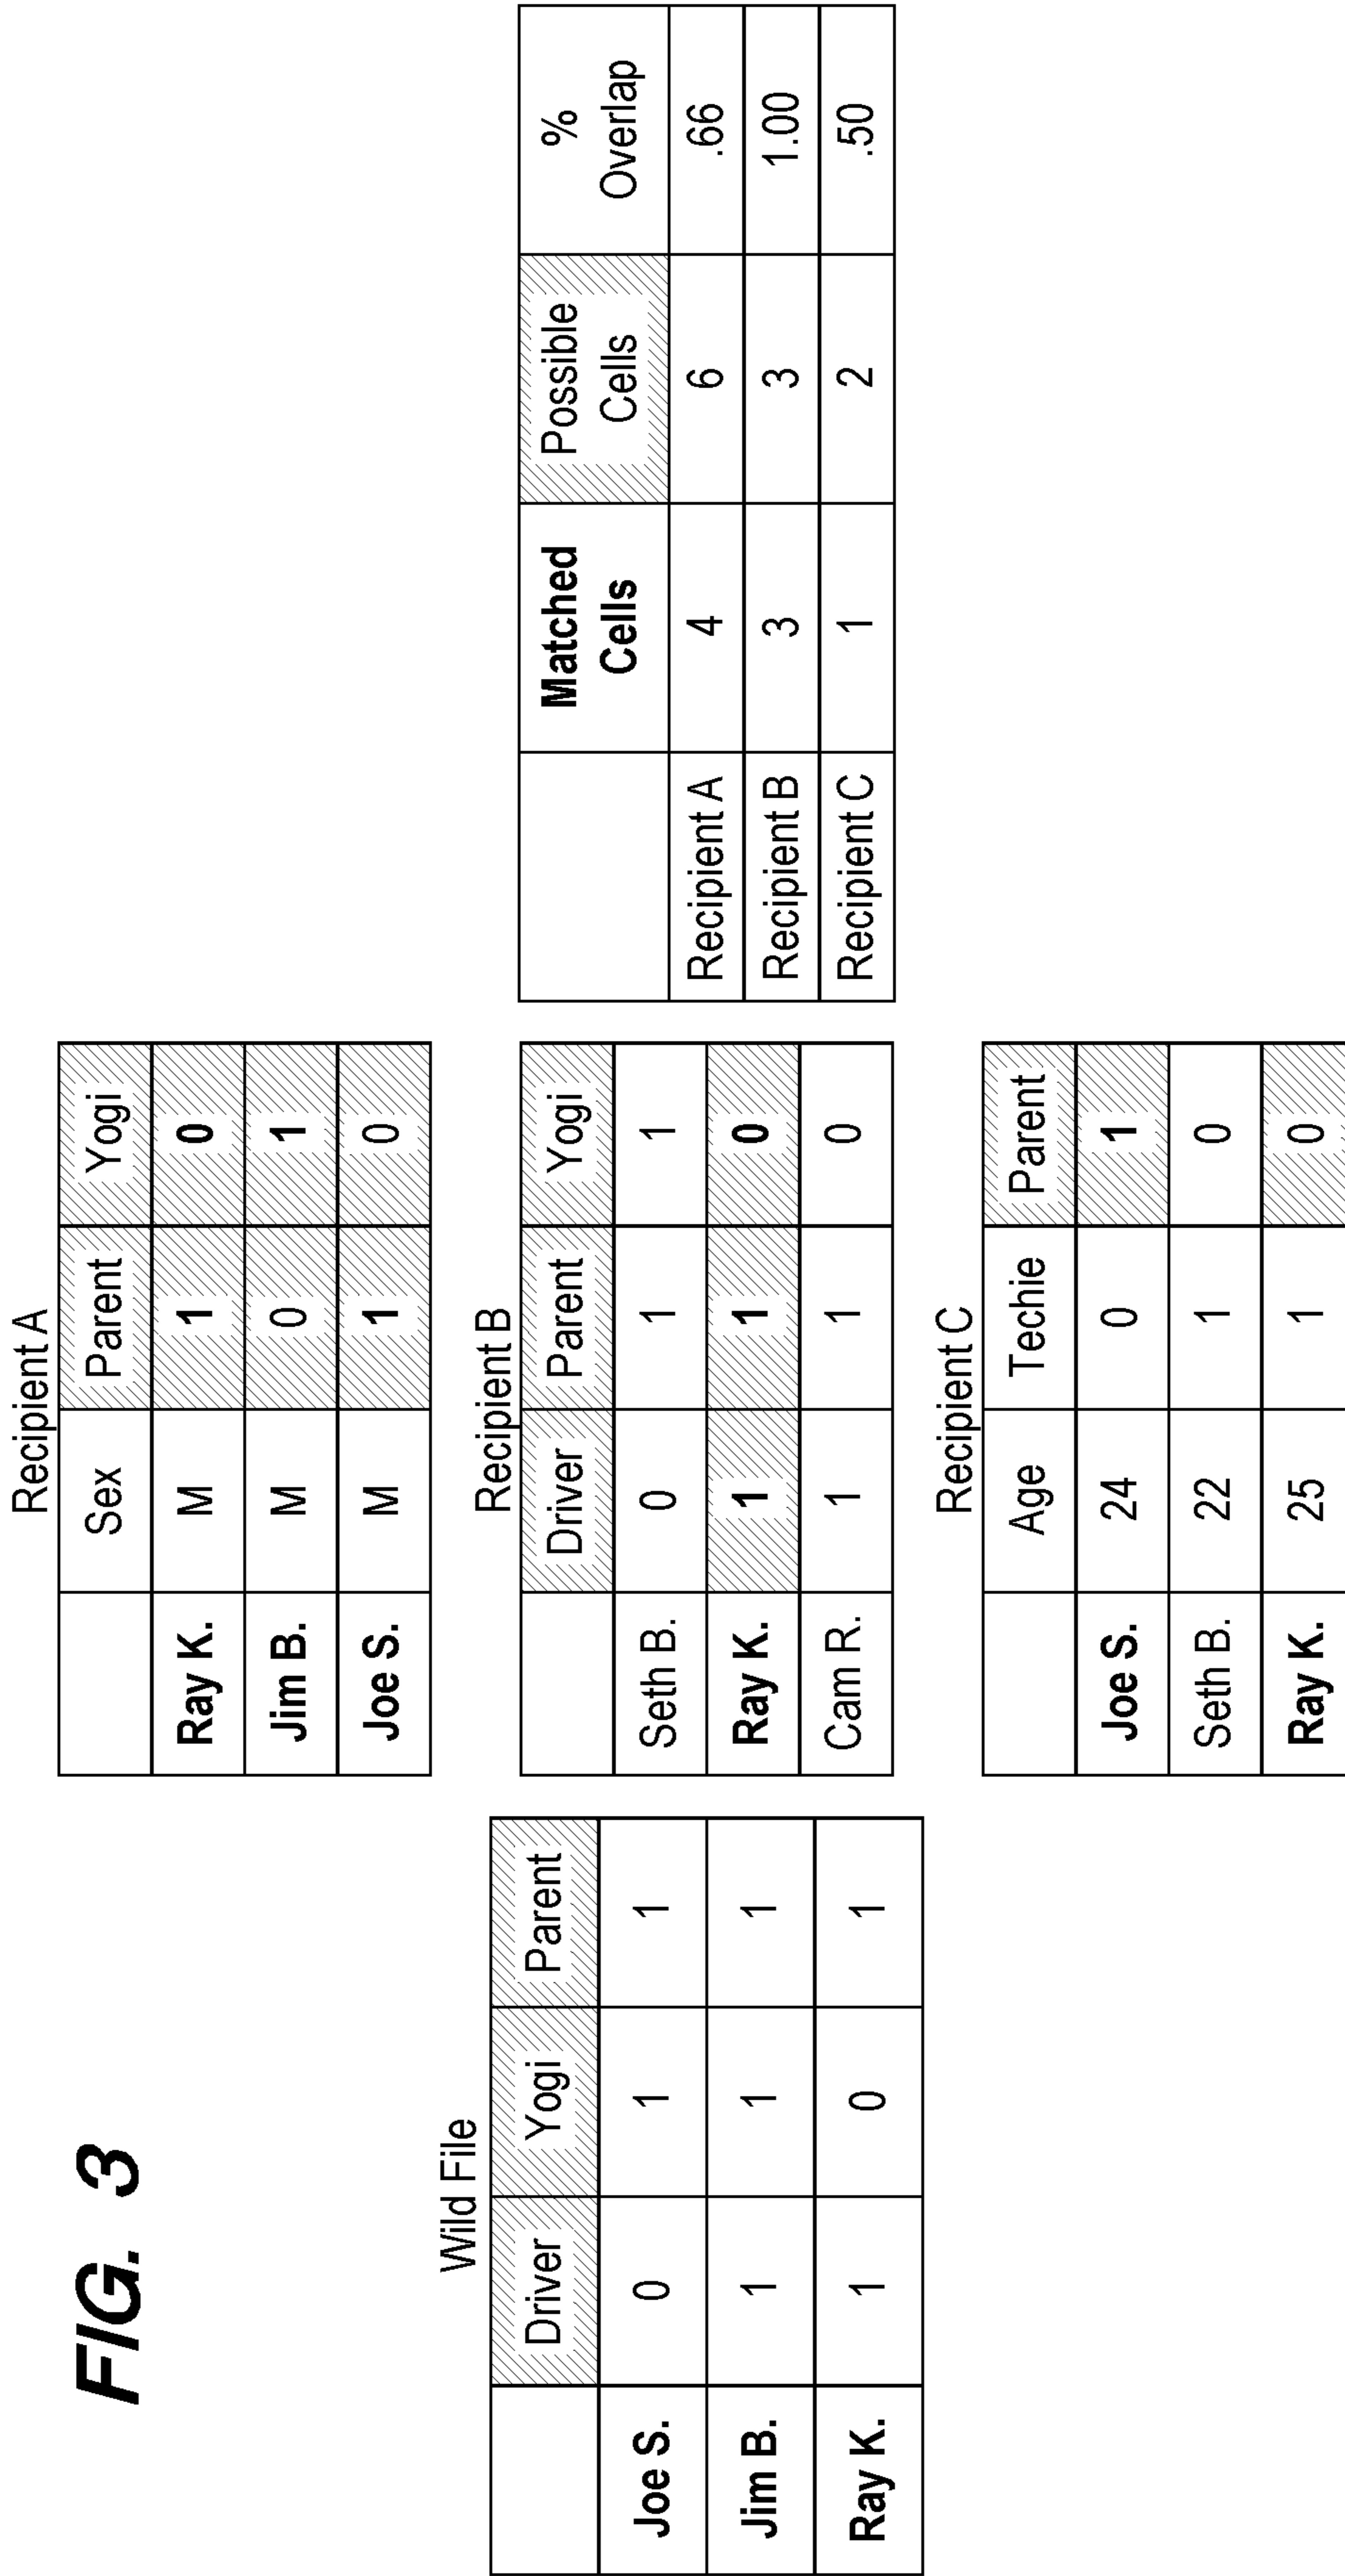 FIG. 3
Wild File
Driver Yogi Parent
Joe S. 0 1 1
Jim B. 1 1 1
Ray K. 1 0 1
Recipient A
Sex Parent Yogi
Ray K. M 1 0
Jim B. M 0 1
Joe S. M 1 0
Recipient B
Driver Parent Yogi
Seth B. 0 1 1
Ray K. 1 1 0
Cam R. 1 1 0
Recipient C
Age Techie Parent
Joe S. 24 0 1
Seth B. 22 1 0
Ray K. 25 1 0
Matched Possible %
Cells Cells Overlap
Recipient A 4 6 .66
Recipient B 3 3 1.00
Recipient C 1 2 .50